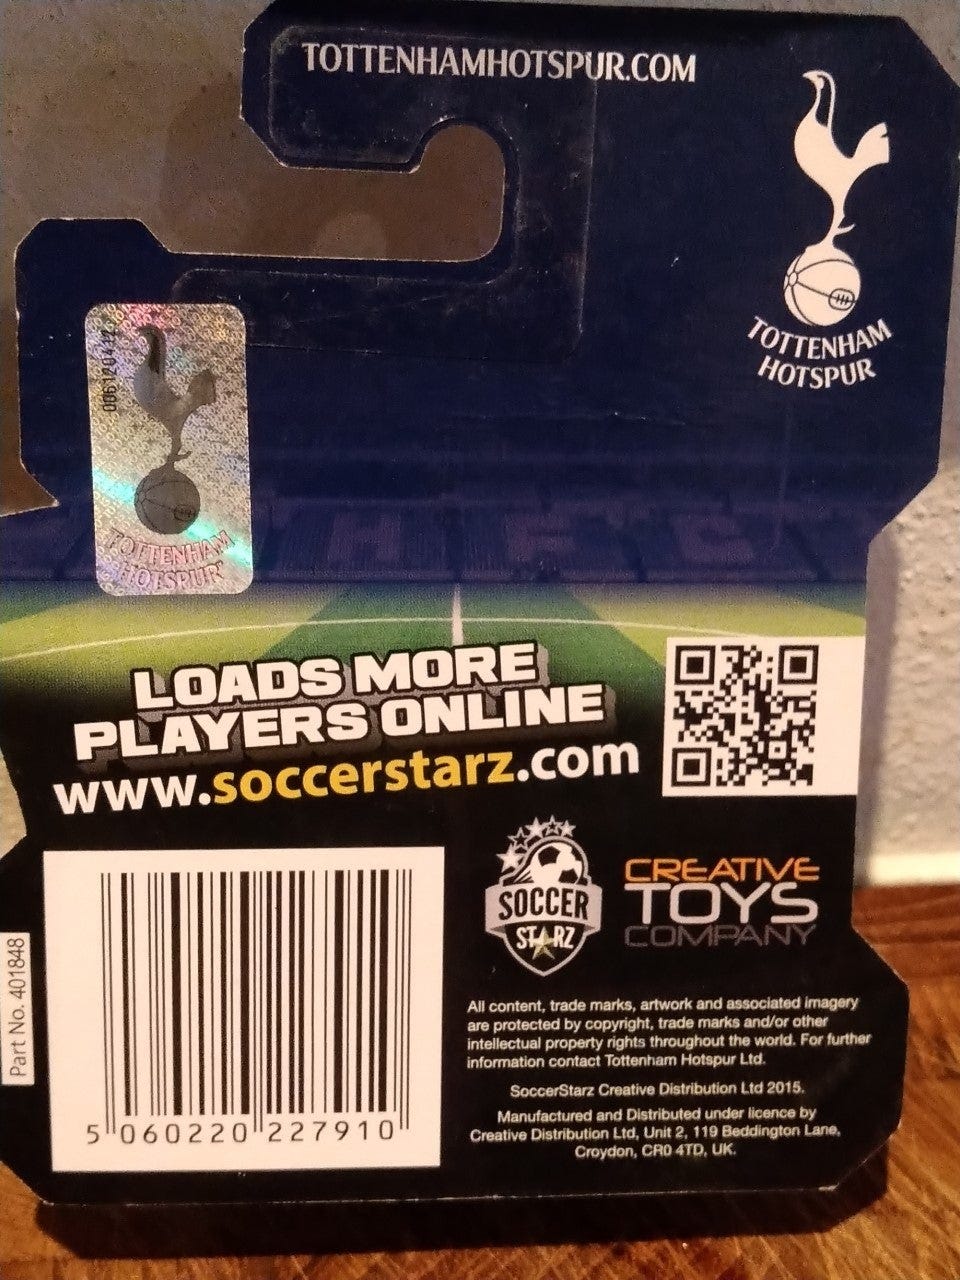 TOTTENHAMHOTSPUR.COM
TOTTENHAM
HOTSPUR
TOTTENHAM
HOTSPUR
H F C
LOADS MORE
PLAYERS ONLINE
www.soccerstarz.com
SOCCER
STARZ
CREATIVE
TOYS
COMPANY
Part No. 401848
5 060220 227910
All content, trade marks, artwork and associated imagery
are protected by copyright, trade marks and/or other
intellectual property rights throughout the world. For further
information contact Tottenham Hotspur Ltd.
SoccerStarz Creative Distribution Ltd 2015.
Manufactured and Distributed under licence by
Creative Distribution Ltd, Unit 2, 119 Beddington Lane,
Croydon, CR0 4TD, UK.